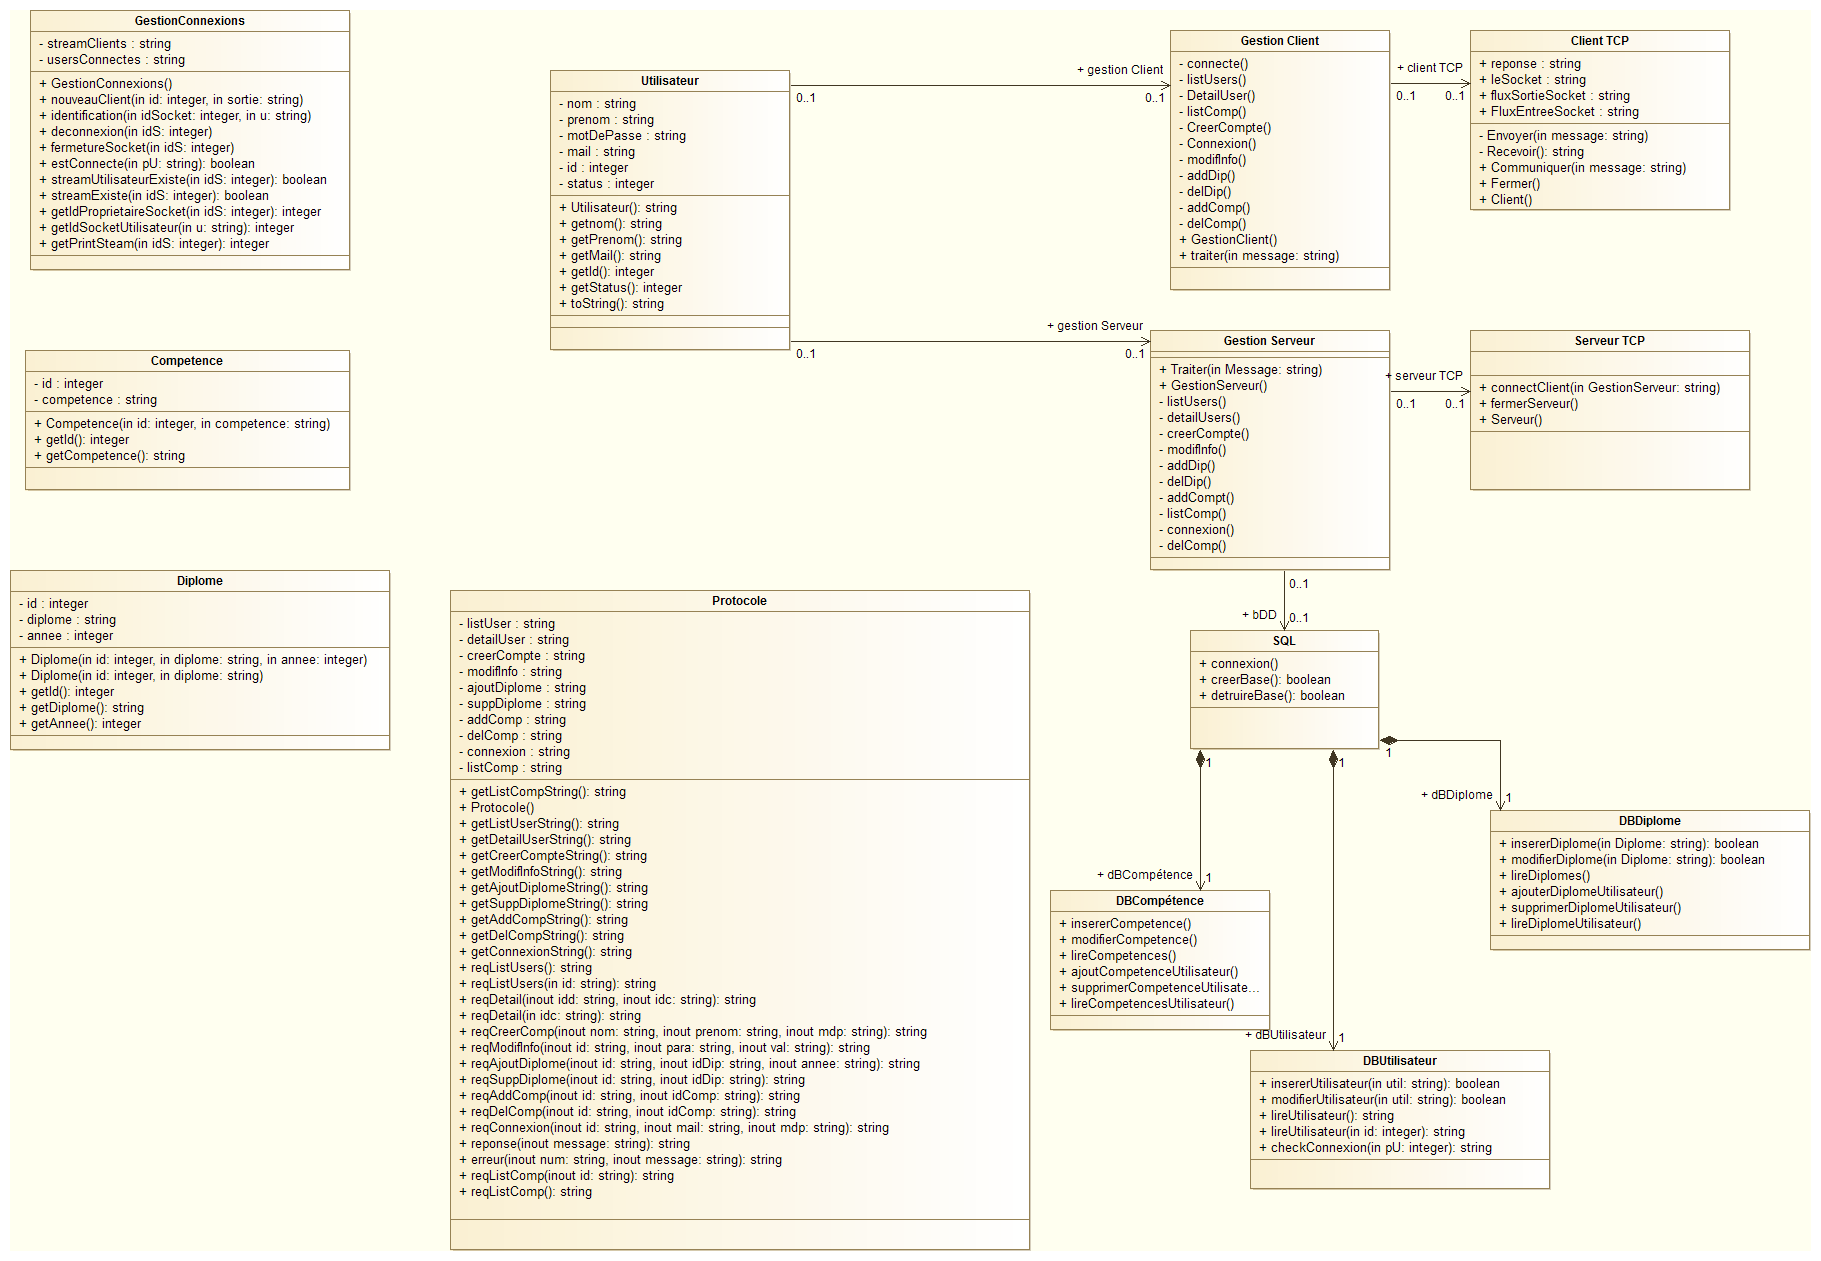 GestionConnexions
- streamClients : string
- usersConnectes : string
+ GestionConnexions()
+ nouveauClient(in id: integer, in sortie: string)
+ identification(in idSocket: integer, in u: string)
+ deconnexion(in idS: integer)
+ fermetureSocket(in idS: integer)
+ estConnecte(in pU: string): boolean
+ streamUtilisateurExiste(in idS: integer): boolean
+ streamExiste(in idS: integer): boolean
+ getIdProprietaireSocket(in idS: integer): integer
+ getIdSocketUtilisateur(in u: string): integer
+ getPrintSteam(in idS: integer): integer
Utilisateur
- nom : string
- prenom : string
- motDePasse : string
- mail : string
- id : integer
- status : integer
+ Utilisateur(): string
+ getnom(): string
+ getPrenom(): string
+ getMail(): string
+ getId(): integer
+ getStatus(): integer
+ toString(): string
+ gestion Client
0..1
0..1
Gestion Client
- connecte()
- listUsers()
- DetailUser()
- listComp()
- CreerCompte()
- Connexion()
- modifInfo()
- addDip()
- delDip()
- addComp()
- delComp()
+ GestionClient()
+ traiter(in message: string)
+ client TCP
0..1
0..1
Client TCP
+ reponse : string
+ leSocket : string
+ fluxSortieSocket : string
+ FluxEntreeSocket : string
- Envoyer(in message: string)
- Recevoir(): string
+ Communiquer(in message: string)
+ Fermer()
+ Client()
+ gestion Serveur
0..1
0..1
Gestion Serveur
+ Traiter(in Message: string)
+ GestionServeur()
- listUsers()
- detailUsers()
- creerCompte()
- modifInfo()
- addDip()
- delDip()
- addCompt()
- listComp()
- connexion()
- delComp()
+ serveur TCP
0..1
0..1
Serveur TCP
+ connectClient(in GestionServeur: string)
+ fermerServeur()
+ Serveur()
Competence
- id : integer
- competence : string
+ Competence(in id: integer, in competence: string)
+ getId(): integer
+ getCompetence(): string
Diplome
- id : integer
- diplome : string
- annee : integer
+ Diplome(in id: integer, in diplome: string, in annee: integer)
+ Diplome(in id: integer, in diplome: string)
+ getId(): integer
+ getDiplome(): string
+ getAnnee(): integer
Protocole
- listUser : string
- detailUser : string
- creerCompte : string
- modifInfo : string
- ajoutDiplome : string
- suppDiplome : string
- addComp : string
- delComp : string
- connexion : string
- listComp : string
+ getListCompString(): string
+ Protocole()
+ getListUserString(): string
+ getDetailUserString(): string
+ getCreerCompteString(): string
+ getModifInfoString(): string
+ getAjoutDiplomeString(): string
+ getSuppDiplomeString(): string
+ getAddCompString(): string
+ getDelCompString(): string
+ getConnexionString(): string
+ reqListUsers(): string
+ reqListUsers(in id: string): string
+ reqDetail(inout idd: string, inout idc: string): string
+ reqDetail(in idc: string): string
+ reqCreerComp(inout nom: string, inout prenom: string, inout mdp: string): string
+ reqModifInfo(inout id: string, inout para: string, inout val: string): string
+ reqAjoutDiplome(inout id: string, inout idDip: string, inout annee: string): string
+ reqSuppDiplome(inout id: string, inout idDip: string): string
+ reqAddComp(inout id: string, inout idComp: string): string
+ reqDelComp(inout id: string, inout idComp: string): string
+ reqConnexion(inout id: string, inout mail: string, inout mdp: string): string
+ reponse(inout message: string): string
+ erreur(inout num: string, inout message: string): string
+ reqListComp(inout id: string): string
+ reqListComp(): string
0..1
+ bDD
0..1
SQL
+ connexion()
+ creerBase(): boolean
+ detruireBase(): boolean
1
1
1
+ dBDiplome
1
DBDiplome
+ insererDiplome(in Diplome: string): boolean
+ modifierDiplome(in Diplome: string): boolean
+ lireDiplomes()
+ ajouterDiplomeUtilisateur()
+ supprimerDiplomeUtilisateur()
+ lireDiplomeUtilisateur()
+ dBCompétence
1
DBCompétence
+ insererCompetence()
+ modifierCompetence()
+ lireCompetences()
+ ajoutCompetenceUtilisateur()
+ supprimerCompetenceUtilisate...
+ lireCompetencesUtilisateur()
+ dBUtilisateur
1
DBUtilisateur
+ insererUtilisateur(in util: string): boolean
+ modifierUtilisateur(in util: string): boolean
+ lireUtilisateur(): string
+ lireUtilisateur(in id: integer): string
+ checkConnexion(in pU: integer): string